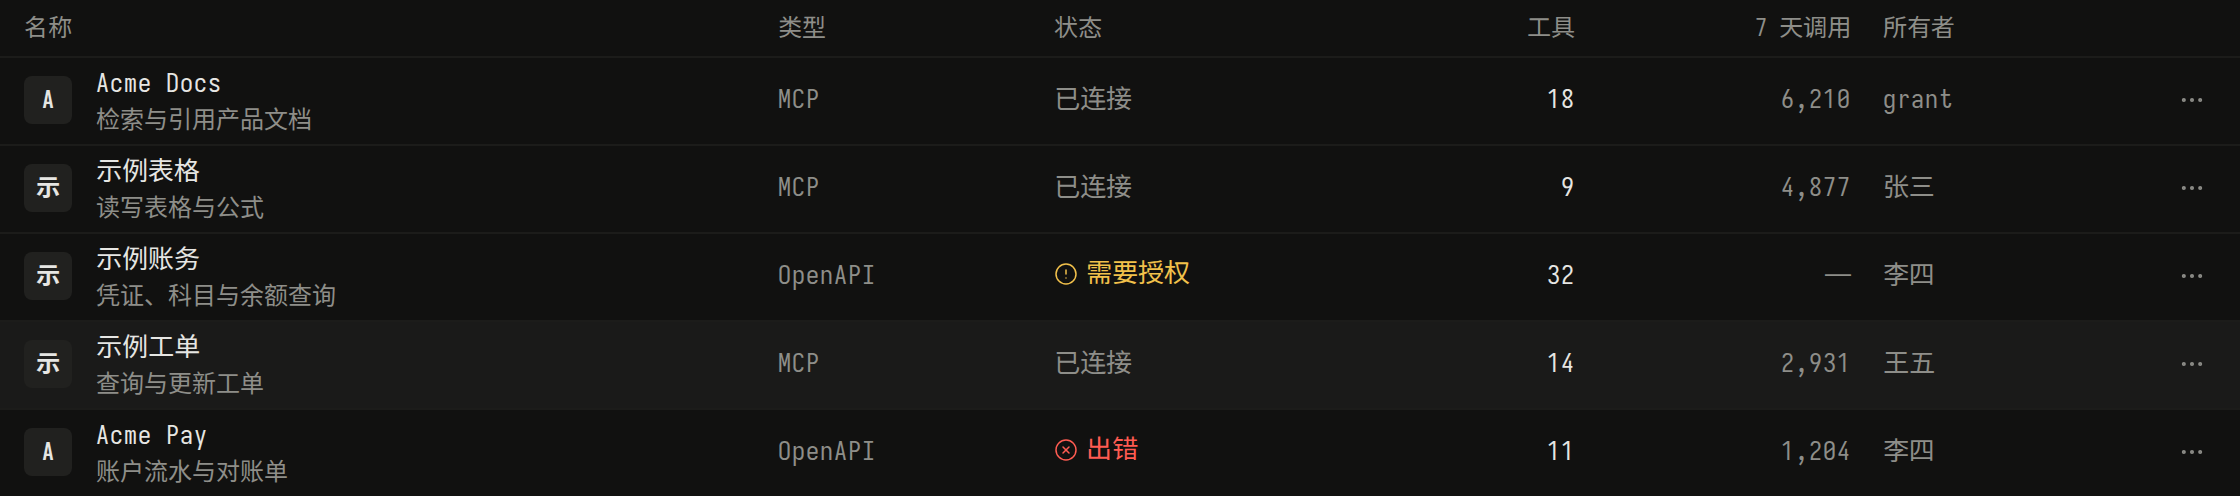 名称 类型 状态 工具 7 天调用 所有者
A Acme Docs MCP 已连接 18 6,210 grant ...
检索与引用产品文档
示 示例表格 MCP 已连接 9 4,877 张三 ...
读写表格与公式
示 示例账务 OpenAPI 需要授权 32 — 李四 ...
凭证、科目与余额查询
示 示例工单 MCP 已连接 14 2,931 王五 ...
查询与更新工单
A Acme Pay OpenAPI 出错 11 1,204 李四 ...
账户流水与对账单